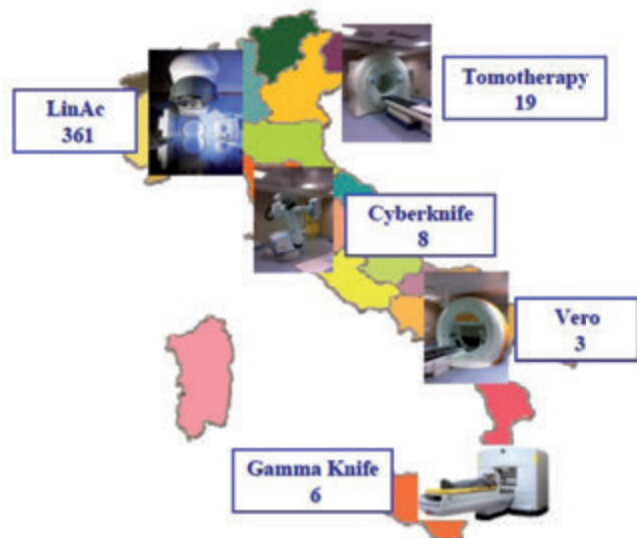 Tomotherapy
19
LinAc
361
Cyberknife
8
Vero
3
Gamma Knife
6